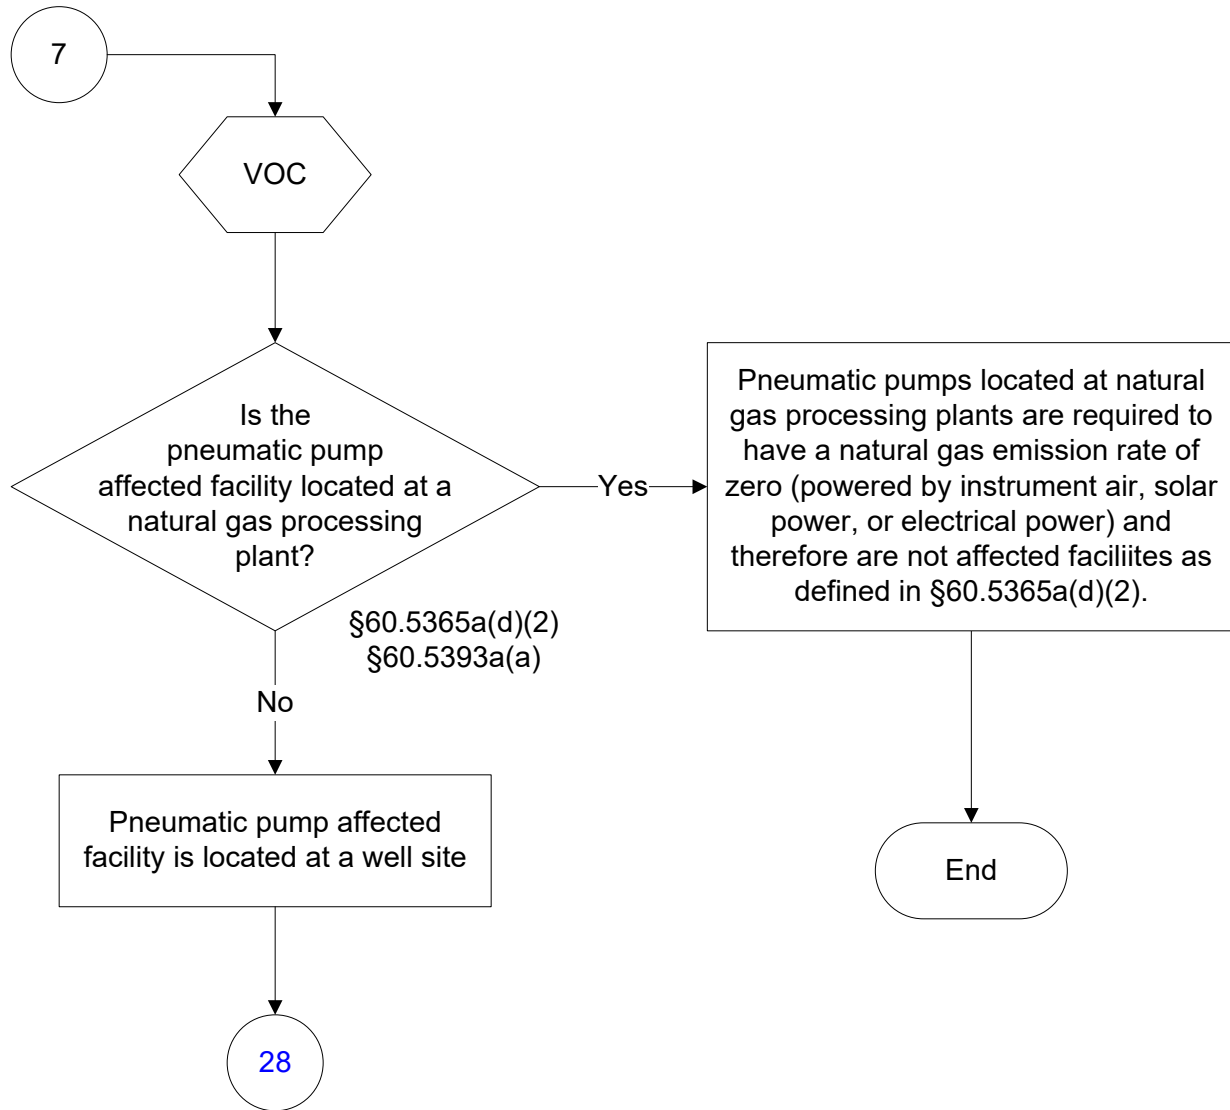 7
VOC
Is the
pneumatic pump
affected facility located at a
natural gas processing
plant?
Yes
Pneumatic pumps located at natural
gas processing plants are required to
have a natural gas emission rate of
zero (powered by instrument air, solar
power, or electrical power) and
therefore are not affected faciliites as
defined in §60.5365a(d)(2).
§60.5365a(d)(2)
§60.5393a(a)
No
Pneumatic pump affected
facility is located at a well site
End
28